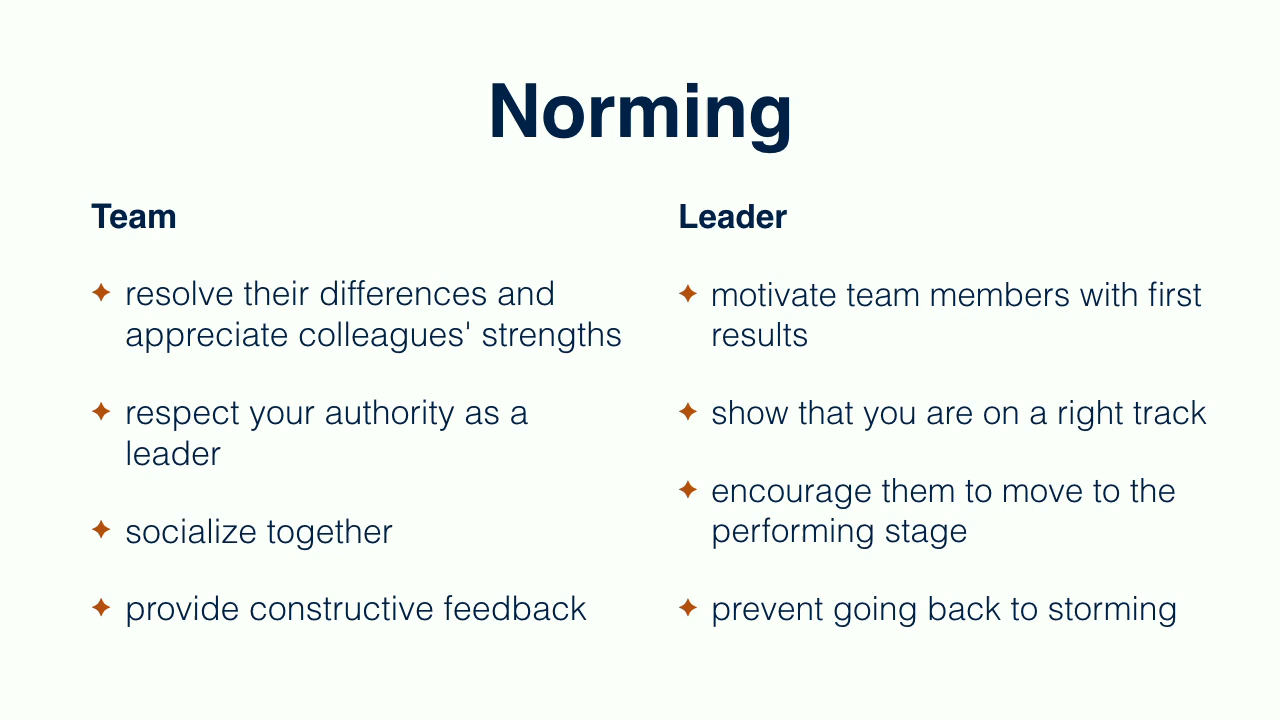 Norming
Team
resolve their differences and
appreciate colleagues' strengths
respect your authority as a
leader
socialize together
provide constructive feedback
Leader
motivate team members with first
results
show that you are on a right track
encourage them to move to the
performing stage
prevent going back to storming